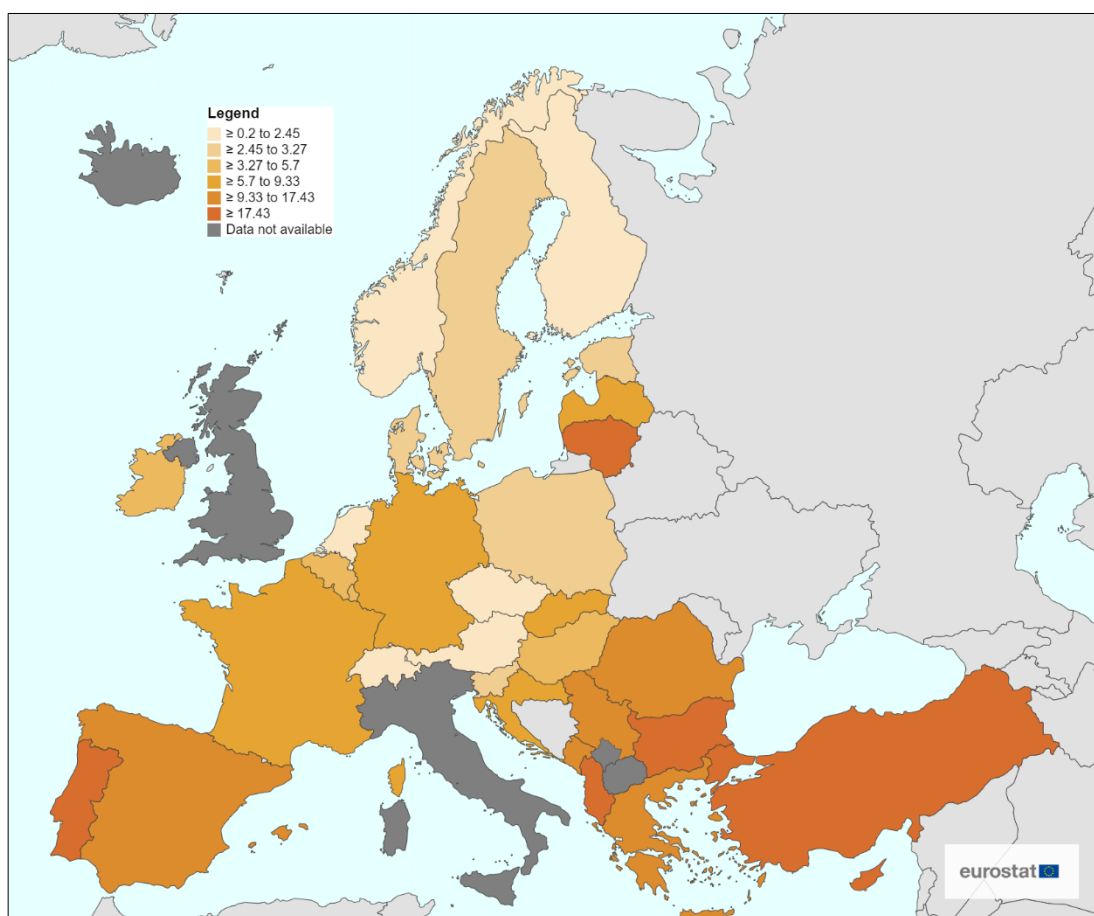 Legend
≥ 0.2 to 2.45
≥ 2.45 to 3.27
≥ 3.27 to 5.7
≥ 5.7 to 9.33
≥ 9.33 to 17.43
≥ 17.43
Data not available
eurostat